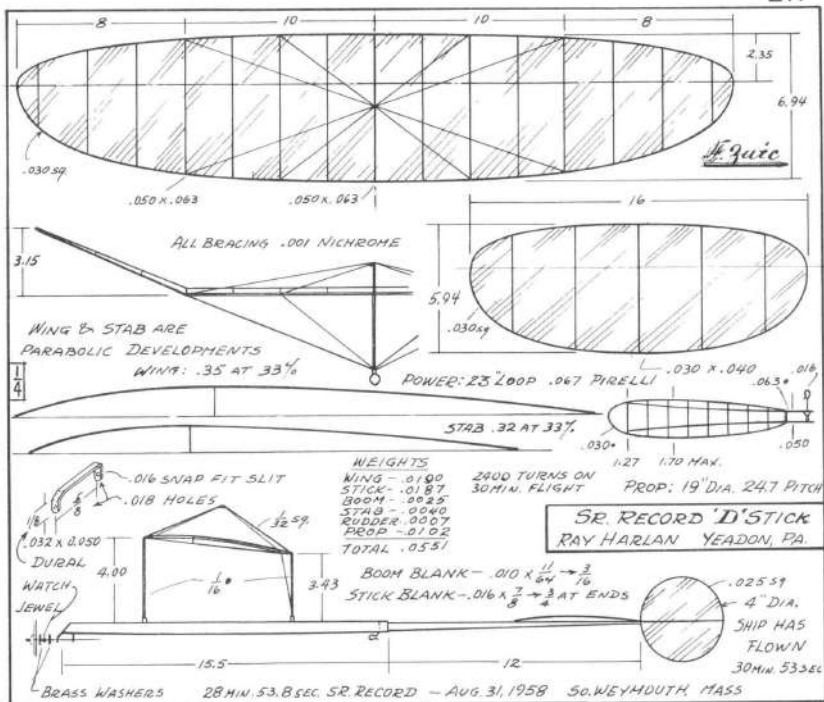 8
10
10
8
2.35
6.94
.030 sq.
.050 x .063
.050 x .063
F. Zaic
16
ALL BRACING .001 NICHROME
3.15
5.94
.030 sq
WING & STAB ARE
PARABOLIC DEVELOPMENTS
WING: .35 AT 33%
.030 x .040
1/4
POWER: 23" LOOP .067 PIRELLI
.063
.016
STAB .32 AT 33%
.030
.050
1.27
1.70 MAX.
.016 SNAP FIT SLIT
.018 HOLES
1/8
5/8
.032 x 0.050
DURAL
WATCH
JEWEL
WEIGHTS
WING - .0190
STICK - .0187
BOOM - .0025
STAB - .0040
RUDDER - .0007
PROP - .0102
TOTAL .0551
2400 TURNS ON
30 MIN. FLIGHT
PROP: 19" DIA. 24.7 PITCH
SR. RECORD 'D' STICK
RAY HARLAN YEADON, PA.
1/32 SQ.
4.00
1/16
3.43
BOOM BLANK - .010 x 11/64 → 3/16
STICK BLANK - .016 x 7/8 → 3/4 AT ENDS
.025 SQ
4" DIA.
SHIP HAS
FLOWN
30 MIN. 53 SEC
15.5
12
BRASS WASHERS
28 MIN. 53.8 SEC. SR. RECORD - AUG. 31, 1958 SO. WEYMOUTH, MASS